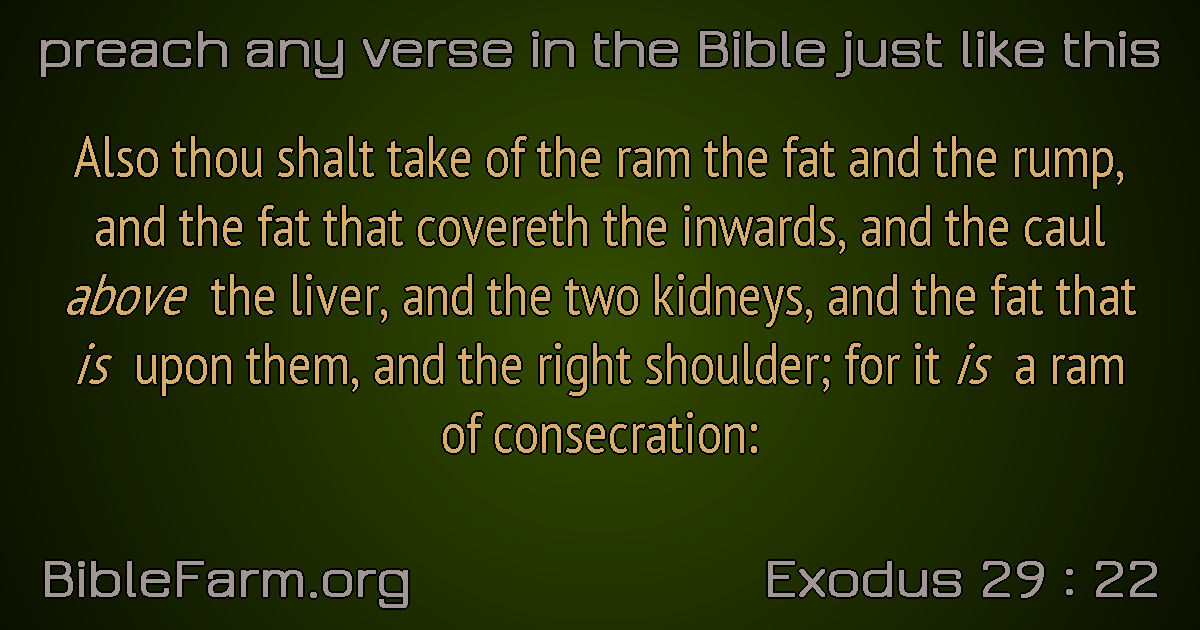 preach any verse in the Bible just like this
Also thou shalt take of the ram the fat and the rump,
and the fat that covereth the inwards, and the caul
above the liver, and the two kidneys, and the fat that
is upon them, and the right shoulder; for it is a ram
of consecration:
BibleFarm.org
Exodus 29 : 22